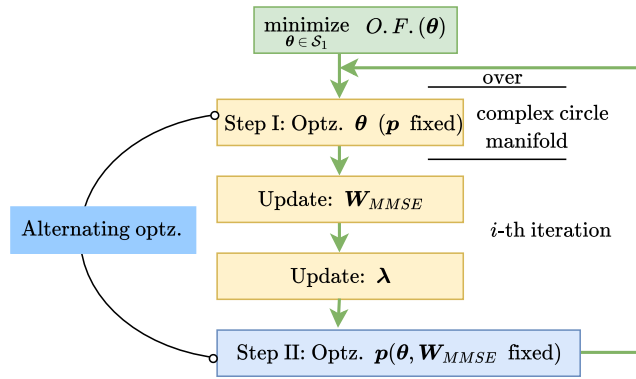 minimize O.F.(θ)
θ ∈ S₁
over
Step I: Optz. θ (p fixed)
complex circle
manifold
Update: W_MMSE
Alternating optz.
i-th iteration
Update: λ
Step II: Optz. p(θ, W_MMSE fixed)